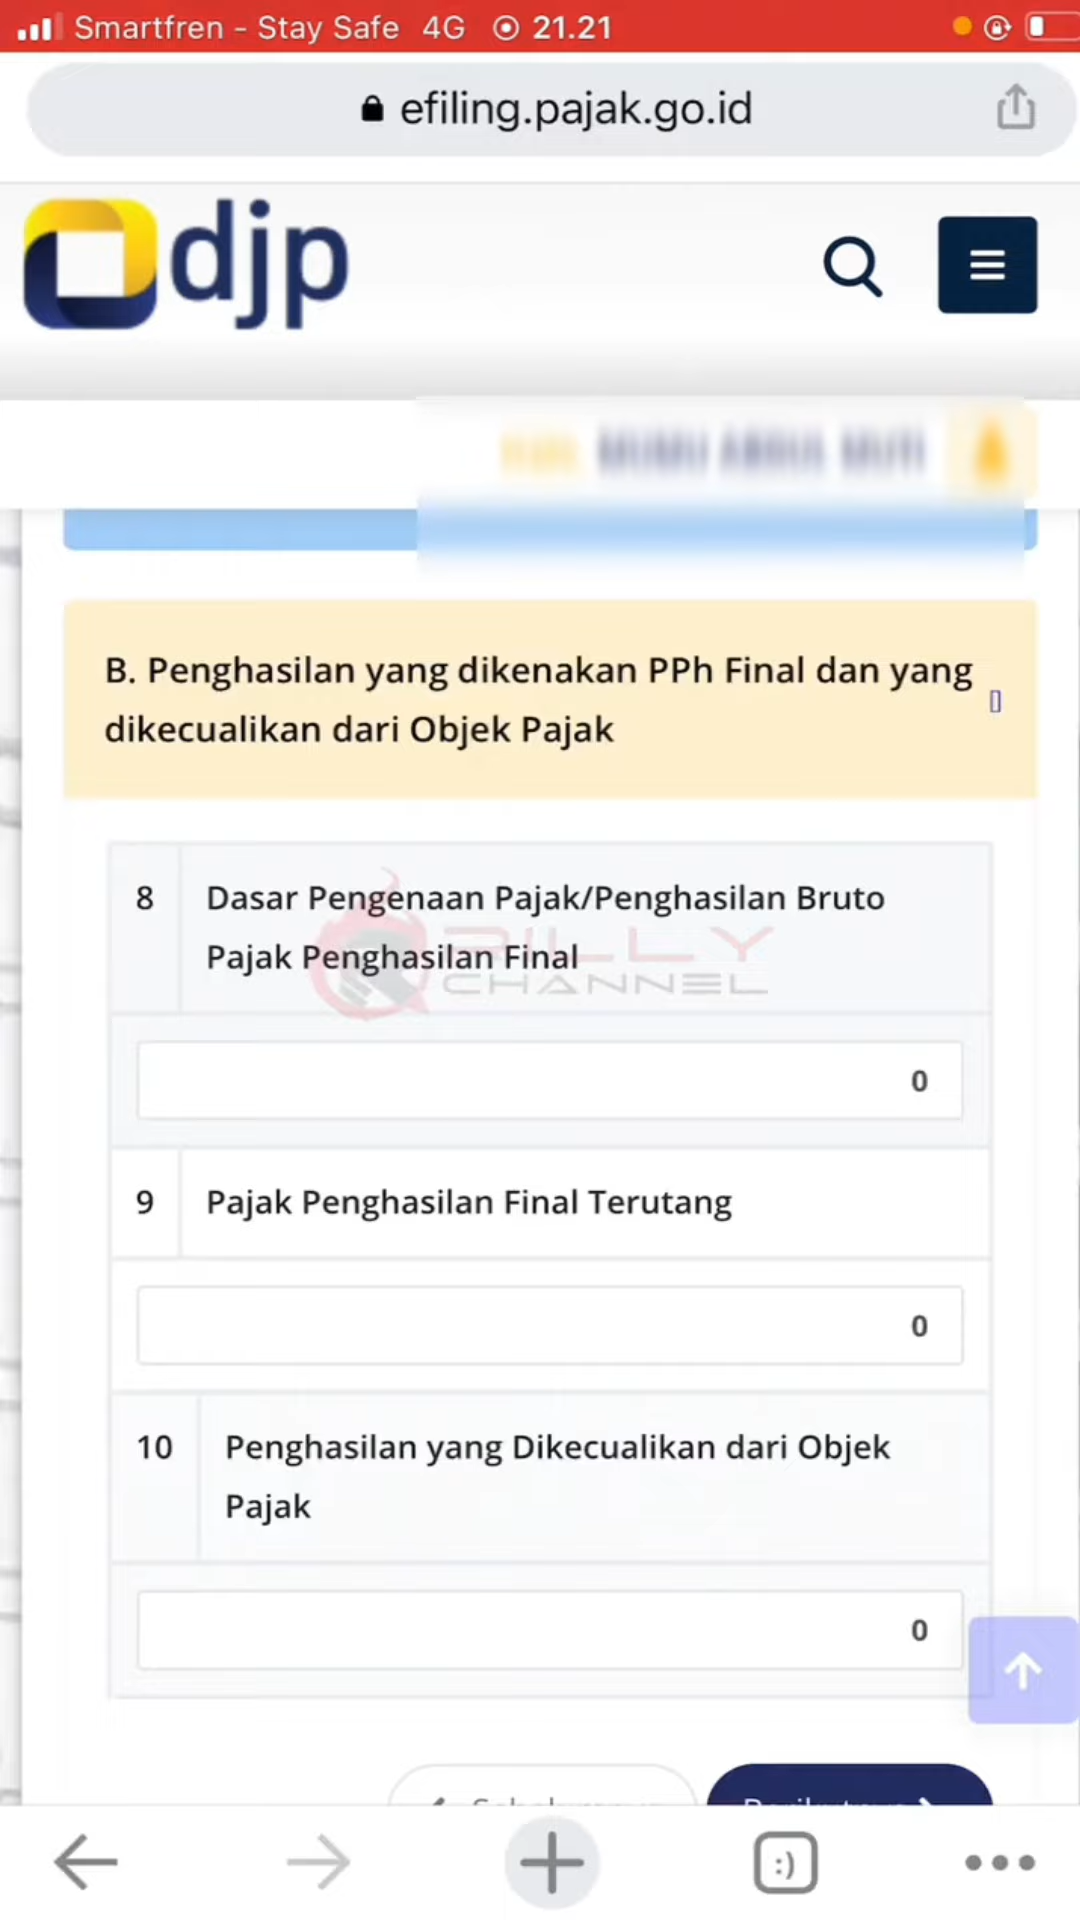 Smartfren - Stay Safe 4G 21.21
efiling.pajak.go.id
djp
B. Penghasilan yang dikenakan PPh Final dan yang
dikecualikan dari Objek Pajak
8 Dasar Pengenaan Pajak/Penghasilan Bruto
Pajak Penghasilan Final
RILLY
CHANNEL
0
9 Pajak Penghasilan Final Terutang
0
10 Penghasilan yang Dikecualikan dari Objek
Pajak
0
:)